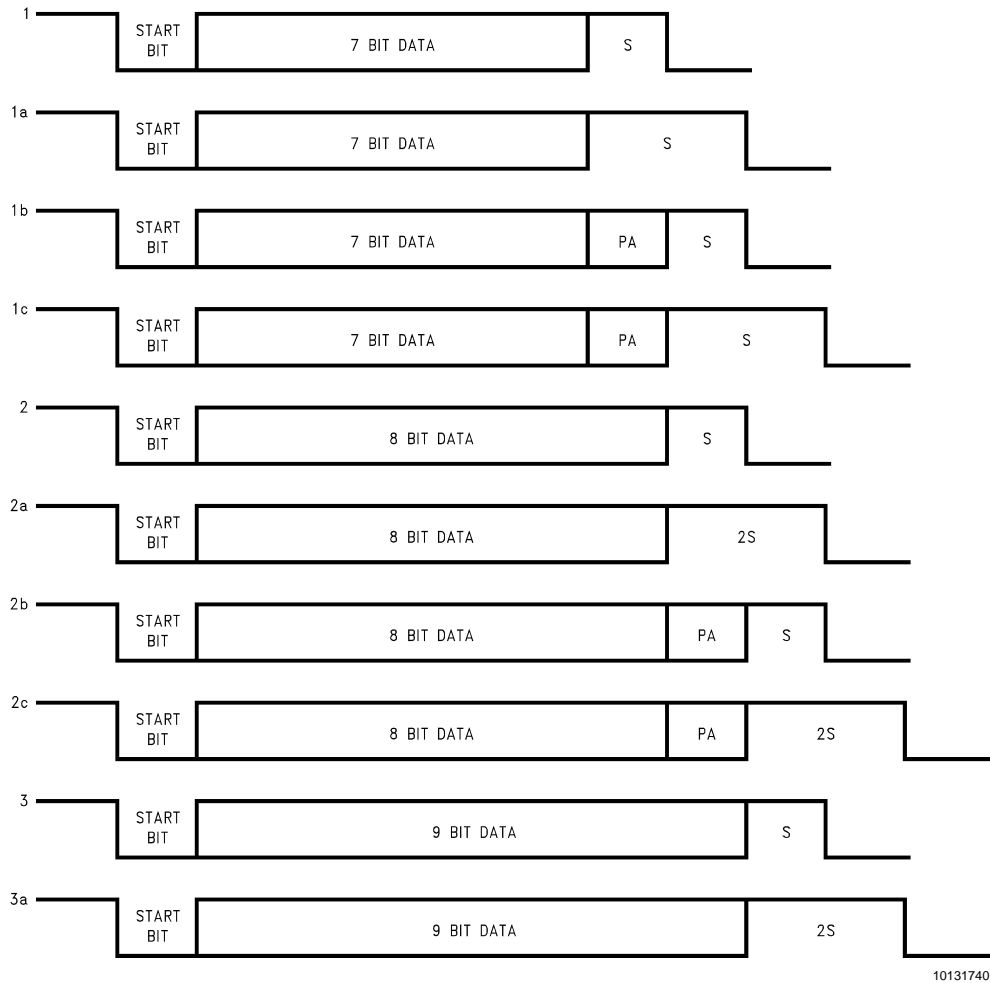 1
START
BIT
7 BIT DATA
S
1a
START
BIT
7 BIT DATA
S
1b
START
BIT
7 BIT DATA
PA
S
1c
START
BIT
7 BIT DATA
PA
S
2
START
BIT
8 BIT DATA
S
2a
START
BIT
8 BIT DATA
2S
2b
START
BIT
8 BIT DATA
PA
S
2c
START
BIT
8 BIT DATA
PA
2S
3
START
BIT
9 BIT DATA
S
3a
START
BIT
9 BIT DATA
2S
10131740